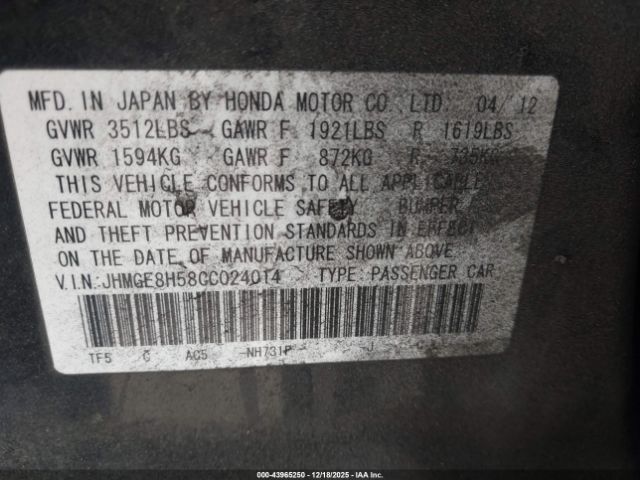 MFD. IN JAPAN BY HONDA MOTOR CO. LTD. 04/12
GVWR 3512LBS GAWR F 1921LBS R 1619LBS
GVWR 1594KG GAWR F 872KG R 735KG
THIS VEHICLE CONFORMS TO ALL APPLICABLE
FEDERAL MOTOR VEHICLE SAFETY BUMPER
AND THEFT PREVENTION STANDARDS IN EFFECT
ON THE DATE OF MANUFACTURE SHOWN ABOVE.
V.I.N.: JHMGE8H58CC024014 TYPE: PASSENGER CAR
TF5 C AC5 NH731P J
000-43965250 - 12/18/2025 - IAA Inc.